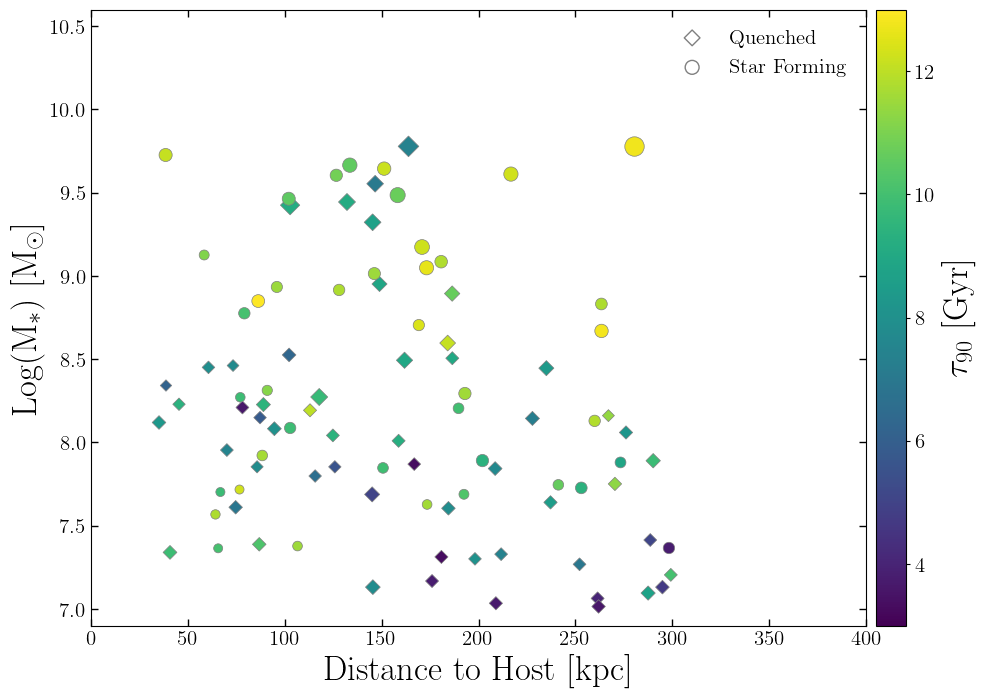 Quenched
Star Forming
10.5
10.0
9.5
9.0
8.5
8.0
7.5
7.0
Log(M$_*$) [M$_\odot$]
0 50 100 150 200 250 300 350 400
Distance to Host [kpc]
12
10
8
6
4
τ₉₀ [Gyr]